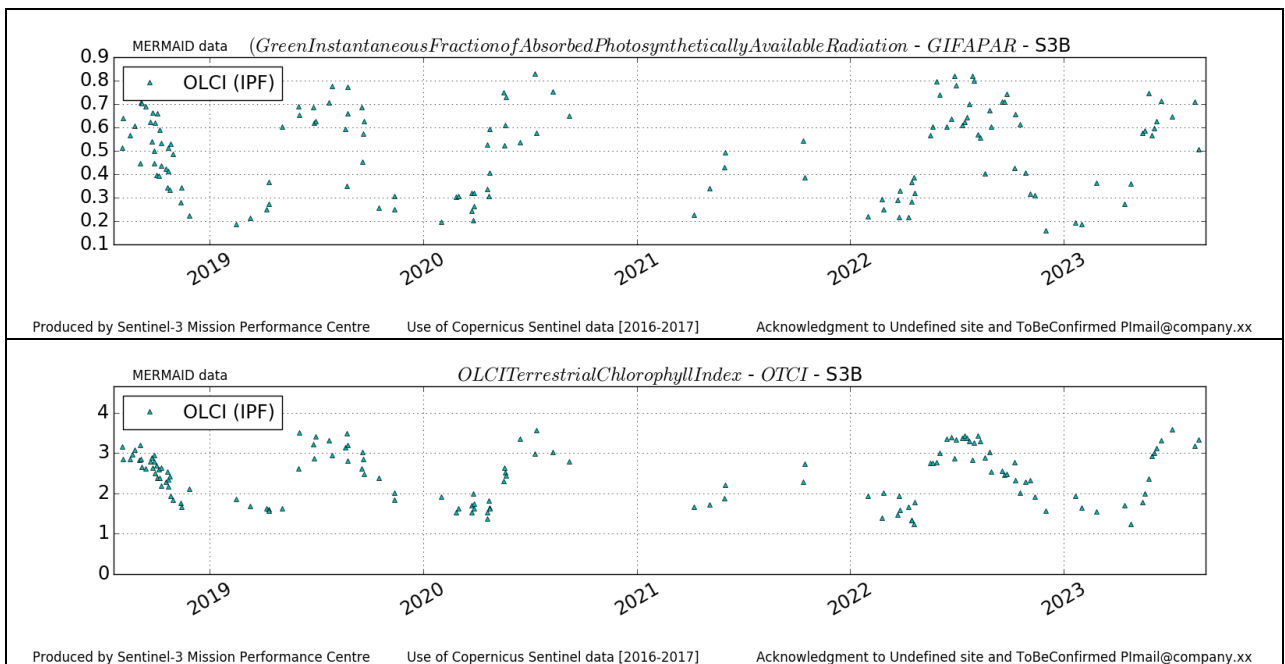 MERMAID data (GreenInstantaneousFractionofAbsorbedPhotosyntheticallyAvailableRadiation - GIFAPAR - S3B
0.9
OLCI (IPF)
0.8
0.7
0.6
0.5
0.4
0.3
0.2
0.1
2019 2020 2021 2022 2023
Produced by Sentinel-3 Mission Performance Centre Use of Copernicus Sentinel data [2016-2017] Acknowledgment to Undefined site and ToBeConfirmed PImail@company.xx
MERMAID data OLCITerrestrialChlorophyllIndex - OTCI - S3B
4 OLCI (IPF)
3
2
1
0
2019 2020 2021 2022 2023
Produced by Sentinel-3 Mission Performance Centre Use of Copernicus Sentinel data [2016-2017] Acknowledgment to Undefined site and ToBeConfirmed PImail@company.xx